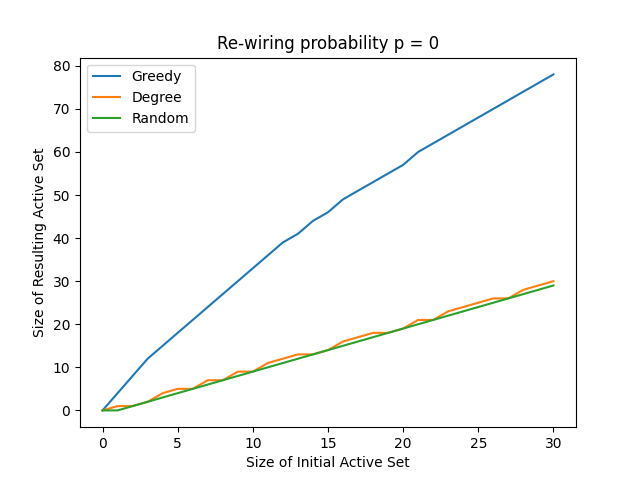 Re-wiring probability p = 0
Greedy
Degree
Random
Size of Resulting Active Set
80
70
60
50
40
30
20
10
0
0 5 10 15 20 25 30
Size of Initial Active Set